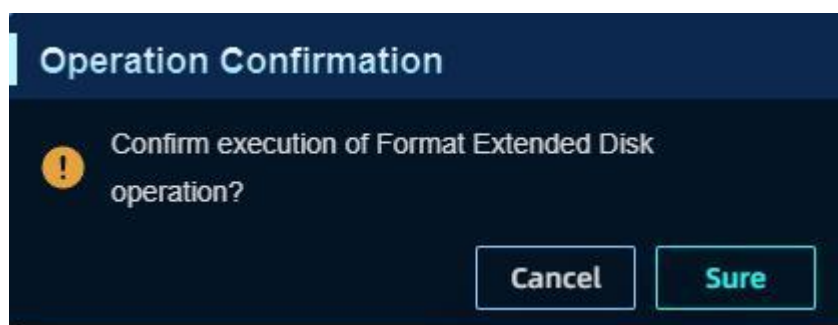 Operation Confirmation
Confirm execution of Format Extended Disk
operation?
Cancel
Sure